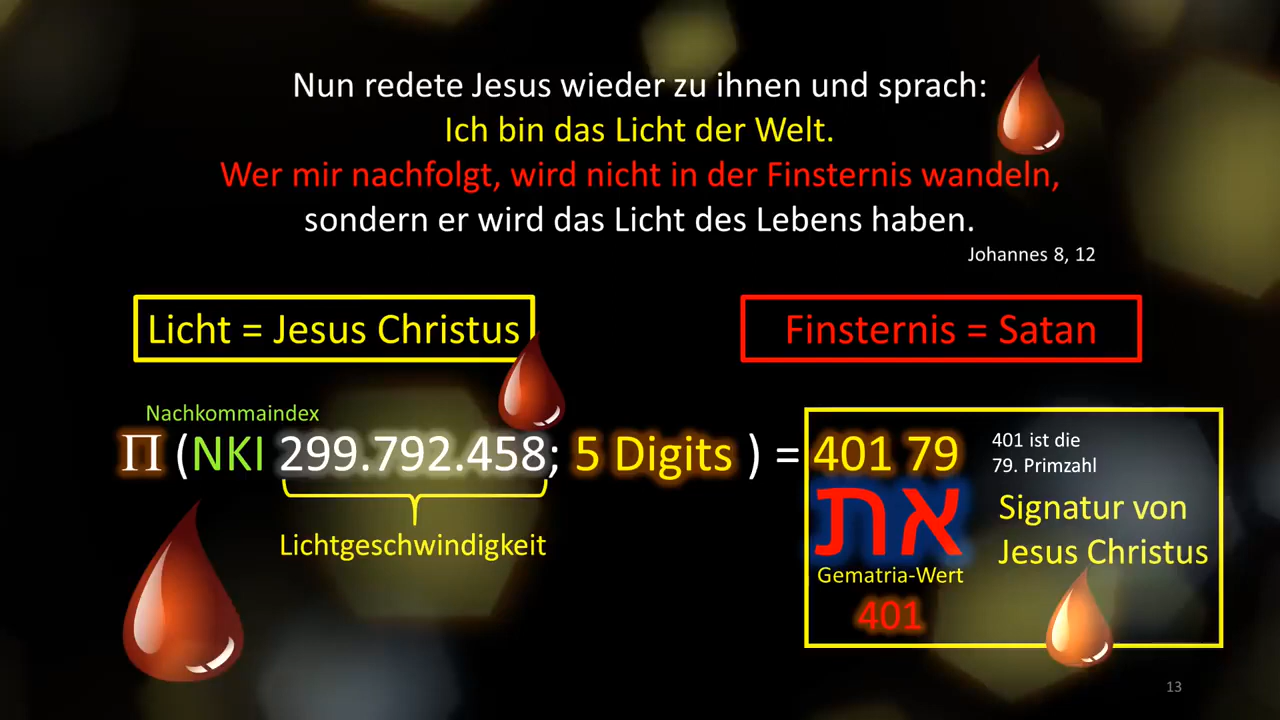 Nun redete Jesus wieder zu ihnen und sprach:
Ich bin das Licht der Welt.
Wer mir nachfolgt, wird nicht in der Finsternis wandeln,
sondern er wird das Licht des Lebens haben.
Johannes 8, 12
Licht = Jesus Christus
Finsternis = Satan
Nachkommaindex
Π (NKI 299.792.458; 5 Digits ) = 401 79
401 ist die
79. Primzahl
Lichtgeschwindigkeit
את
Signatur von
Jesus Christus
Gematria-Wert
401
13